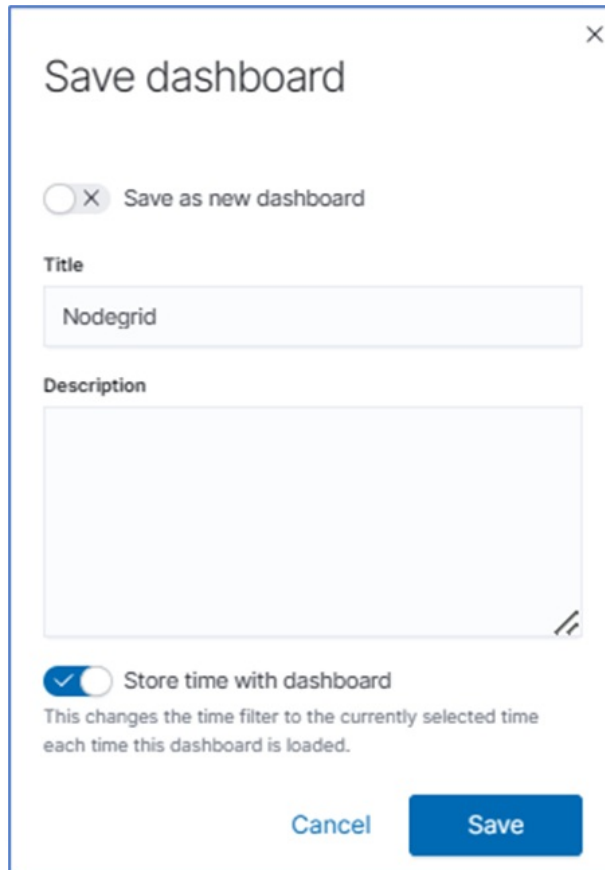 Save dashboard
Save as new dashboard
Title
Nodegrid
Description
Store time with dashboard
This changes the time filter to the currently selected time
each time this dashboard is loaded.
Cancel
Save